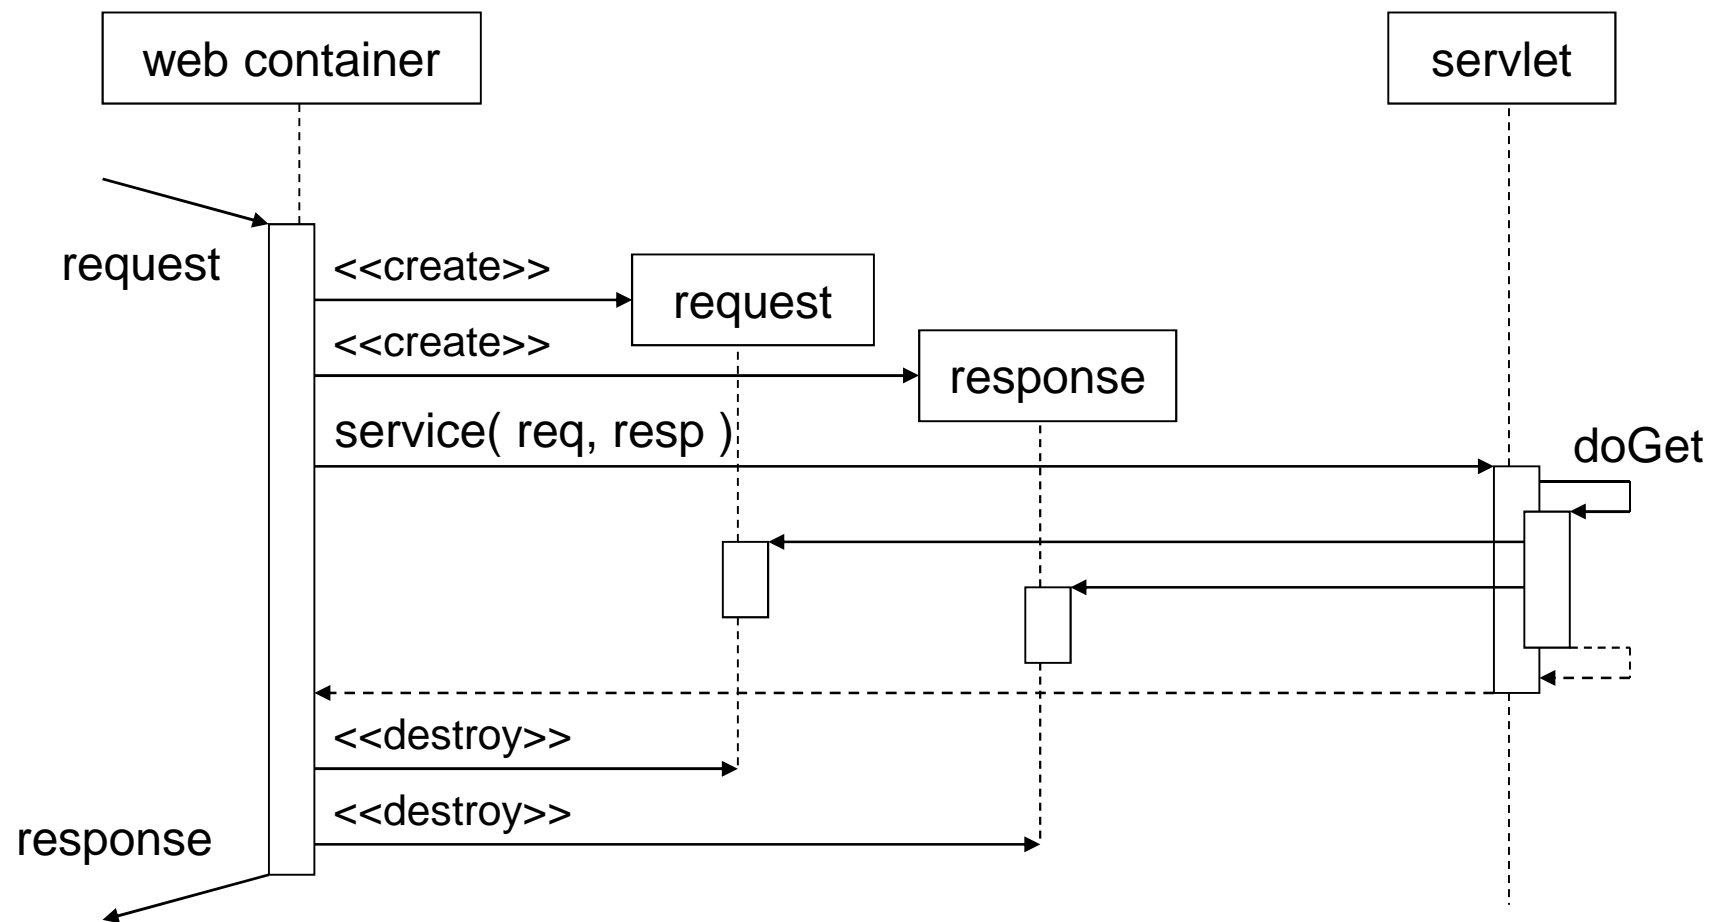 web container
servlet
request
<<create>>
request
<<create>>
response
service( req, resp )
doGet
<<destroy>>
<<destroy>>
response